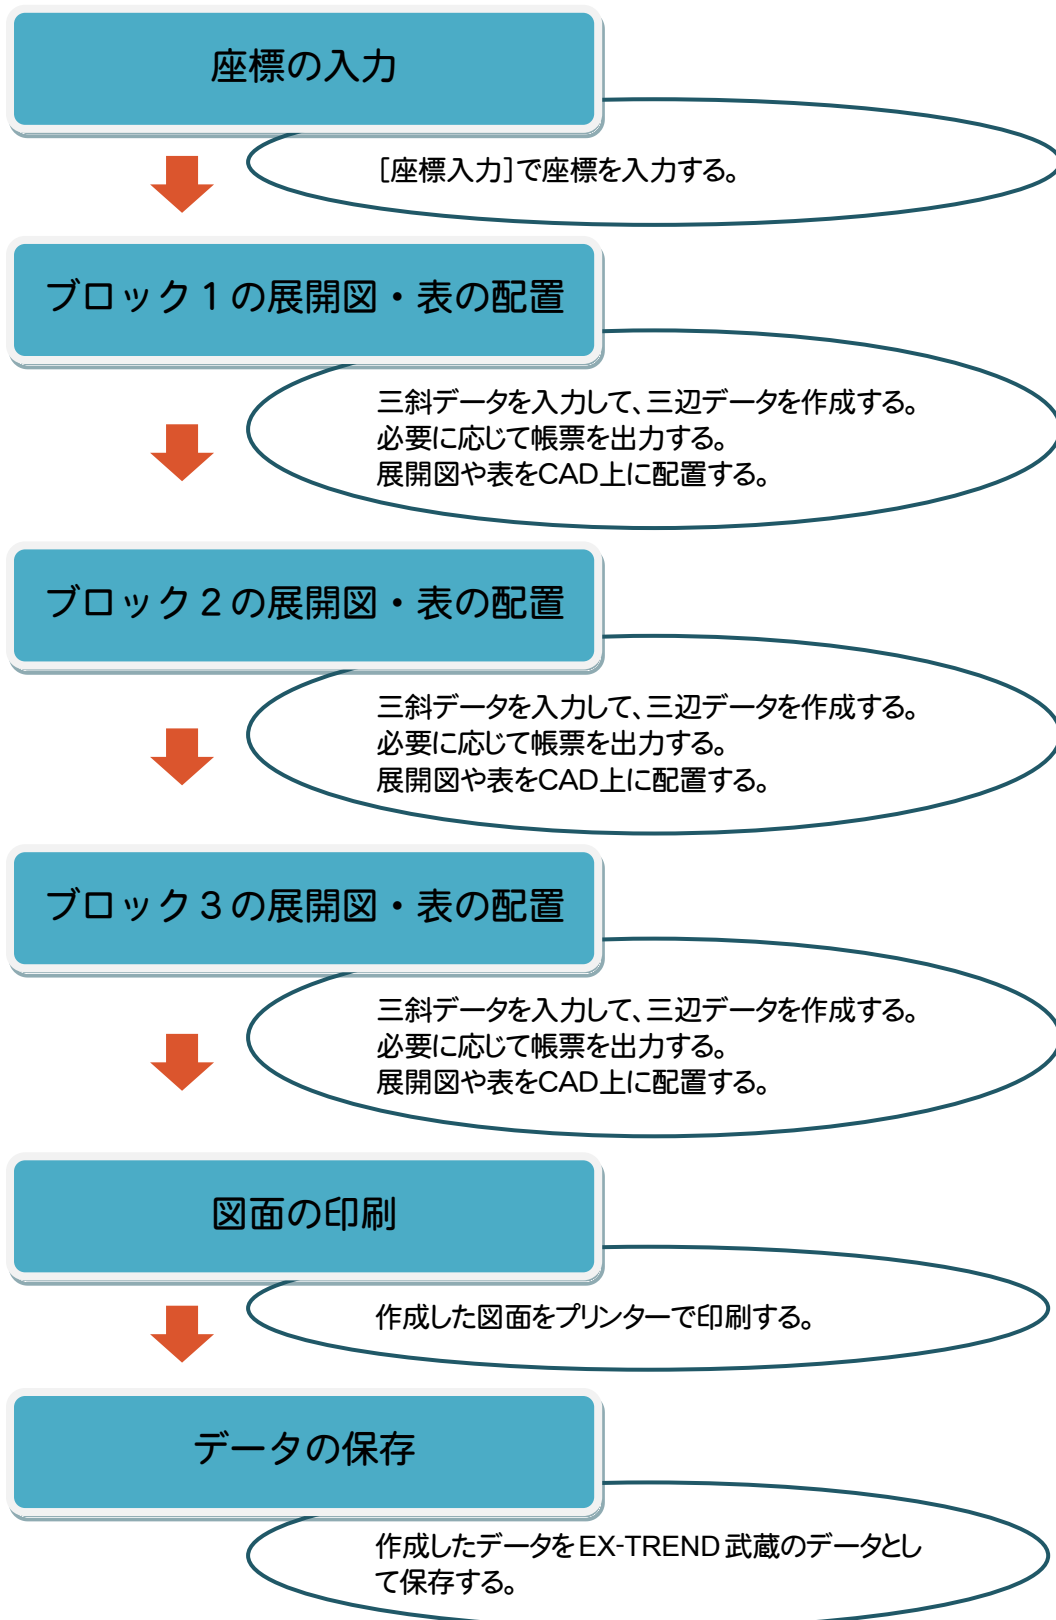 座標の入力
[座標入力]で座標を入力する。
ブロック１の展開図・表の配置
三斜データを入力して、三辺データを作成する。
必要に応じて帳票を出力する。
展開図や表をCAD上に配置する。
ブロック２の展開図・表の配置
三斜データを入力して、三辺データを作成する。
必要に応じて帳票を出力する。
展開図や表をCAD上に配置する。
ブロック３の展開図・表の配置
三斜データを入力して、三辺データを作成する。
必要に応じて帳票を出力する。
展開図や表をCAD上に配置する。
図面の印刷
作成した図面をプリンターで印刷する。
データの保存
作成したデータを EX-TREND 武蔵のデータとし
て保存する。